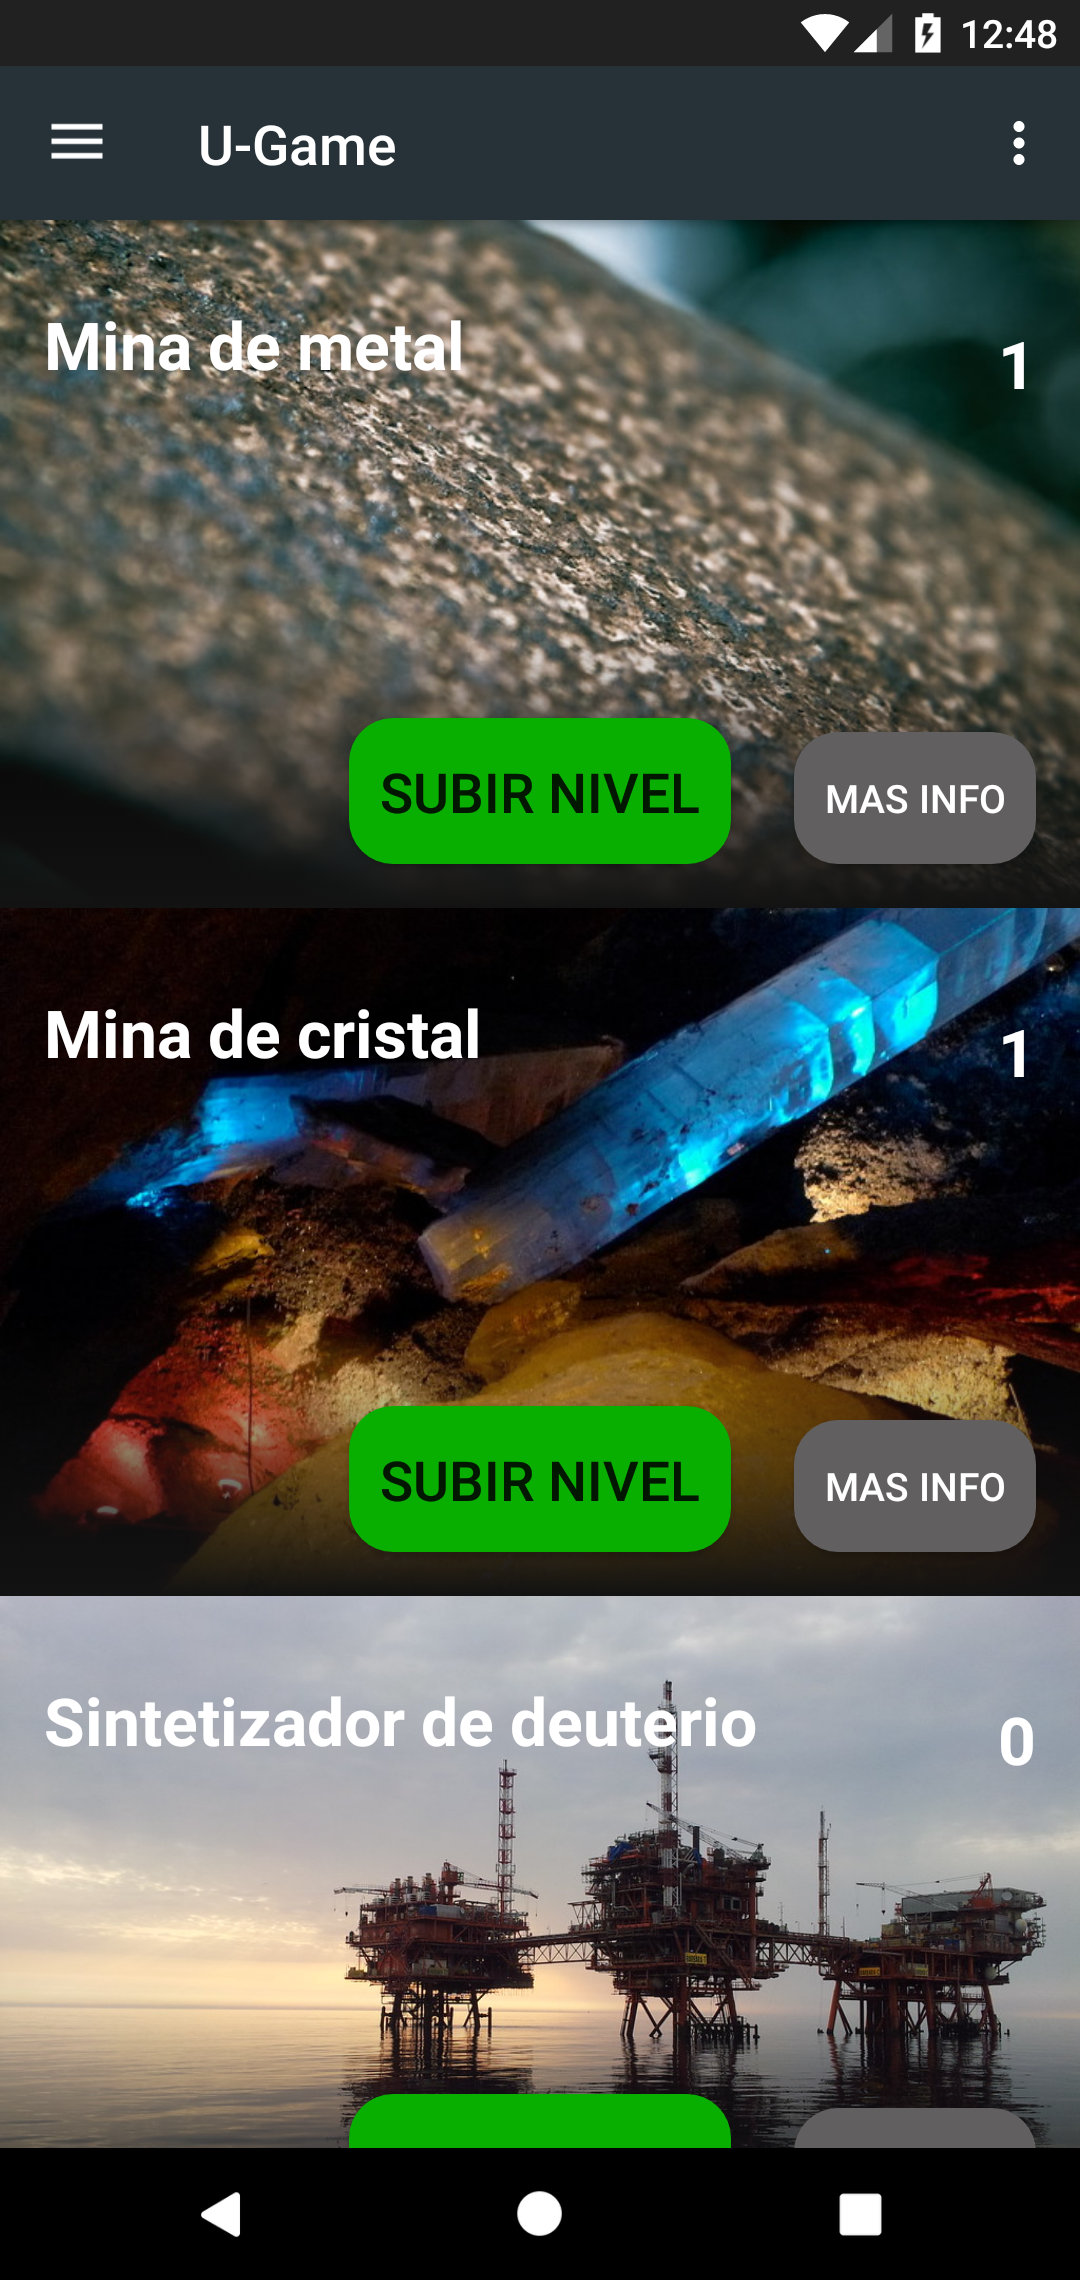 12:48
U-Game
Mina de metal
1
SUBIR NIVEL
MAS INFO
Mina de cristal
1
SUBIR NIVEL
MAS INFO
Sintetizador de deuterio
0